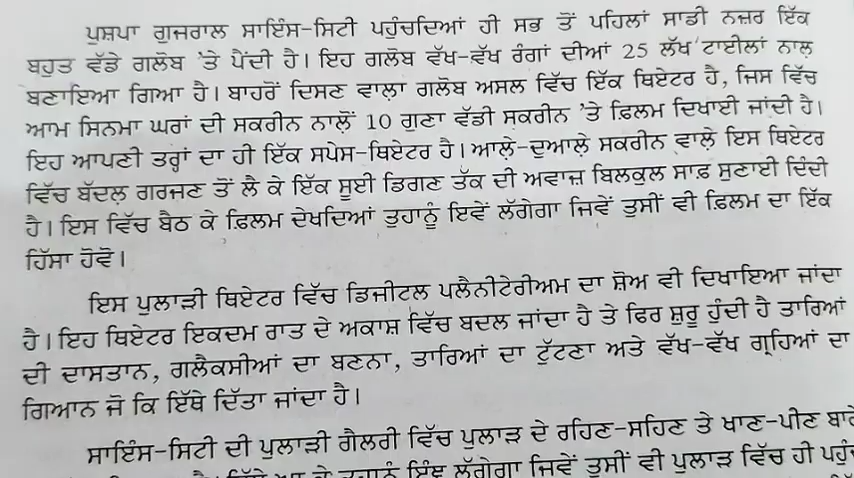 ਪੁਸ਼ਪਾ ਗੁਜਰਾਲ ਸਾਇੰਸ-ਸਿਟੀ ਪਹੁੰਚਦਿਆਂ ਹੀ ਸਭ ਤੋਂ ਪਹਿਲਾਂ ਸਾਡੀ ਨਜ਼ਰ ਇੱਕ
ਬਹੁਤ ਵੱਡੇ ਗਲੋਬ 'ਤੇ ਪੈਂਦੀ ਹੈ। ਇਹ ਗਲੋਬ ਵੱਖ-ਵੱਖ ਰੰਗਾਂ ਦੀਆਂ 25 ਲੱਖ ਟਾਈਲਾਂ ਨਾਲ਼
ਬਣਾਇਆ ਗਿਆ ਹੈ। ਬਾਹਰੋਂ ਦਿਸਣ ਵਾਲ਼ਾ ਗਲੋਬ ਅਸਲ ਵਿੱਚ ਇੱਕ ਥਿਏਟਰ ਹੈ, ਜਿਸ ਵਿੱਚ
ਆਮ ਸਿਨਮਾ ਘਰਾਂ ਦੀ ਸਕਰੀਨ ਨਾਲ਼ੋਂ 10 ਗੁਣਾ ਵੱਡੀ ਸਕਰੀਨ 'ਤੇ ਫ਼ਿਲਮ ਦਿਖਾਈ ਜਾਂਦੀ ਹੈ।
ਇਹ ਆਪਣੀ ਤਰ੍ਹਾਂ ਦਾ ਹੀ ਇੱਕ ਸਪੇਸ-ਥਿਏਟਰ ਹੈ। ਆਲ਼ੇ-ਦੁਆਲ਼ੇ ਸਕਰੀਨ ਵਾਲ਼ੇ ਇਸ ਥਿਏਟਰ
ਵਿੱਚ ਬੱਦਲ਼ ਗਰਜਣ ਤੋਂ ਲੈ ਕੇ ਇੱਕ ਸੂਈ ਡਿਗਣ ਤੱਕ ਦੀ ਅਵਾਜ਼ ਬਿਲਕੁਲ ਸਾਫ਼ ਸੁਣਾਈ ਦਿੰਦੀ
ਹੈ। ਇਸ ਵਿੱਚ ਬੈਠ ਕੇ ਫ਼ਿਲਮ ਦੇਖਦਿਆਂ ਤੁਹਾਨੂੰ ਇਵੇਂ ਲੱਗੇਗਾ ਜਿਵੇਂ ਤੁਸੀਂ ਵੀ ਫ਼ਿਲਮ ਦਾ ਇੱਕ
ਹਿੱਸਾ ਹੋਵੋ।
ਇਸ ਪੁਲਾੜੀ ਥਿਏਟਰ ਵਿੱਚ ਡਿਜੀਟਲ ਪਲੈਨੀਟੇਰੀਅਮ ਦਾ ਸ਼ੋਅ ਵੀ ਦਿਖਾਇਆ ਜਾਂਦਾ
ਹੈ। ਇਹ ਥਿਏਟਰ ਇਕਦਮ ਰਾਤ ਦੇ ਅਕਾਸ਼ ਵਿੱਚ ਬਦਲ ਜਾਂਦਾ ਹੈ ਤੇ ਫਿਰ ਸ਼ੁਰੂ ਹੁੰਦੀ ਹੈ ਤਾਰਿਆਂ
ਦੀ ਦਾਸਤਾਨ, ਗਲੈਕਸੀਆਂ ਦਾ ਬਣਨਾ, ਤਾਰਿਆਂ ਦਾ ਟੁੱਟਣਾ ਅਤੇ ਵੱਖ-ਵੱਖ ਗ੍ਰਹਿਆਂ ਦਾ
ਗਿਆਨ ਜੋ ਕਿ ਇੱਥੇ ਦਿੱਤਾ ਜਾਂਦਾ ਹੈ।
ਸਾਇੰਸ-ਸਿਟੀ ਦੀ ਪੁਲਾੜੀ ਗੈਲਰੀ ਵਿੱਚ ਪੁਲਾੜ ਦੇ ਰਹਿਣ-ਸਹਿਣ ਤੇ ਖਾਣ-ਪੀਣ ਬਾਰੇ
ਤੁਹਾਨੂੰ ਇੰਞ ਲੱਗੇਗਾ ਜਿਵੇਂ ਤੁਸੀਂ ਵੀ ਪੁਲਾੜ ਵਿੱਚ ਹੀ